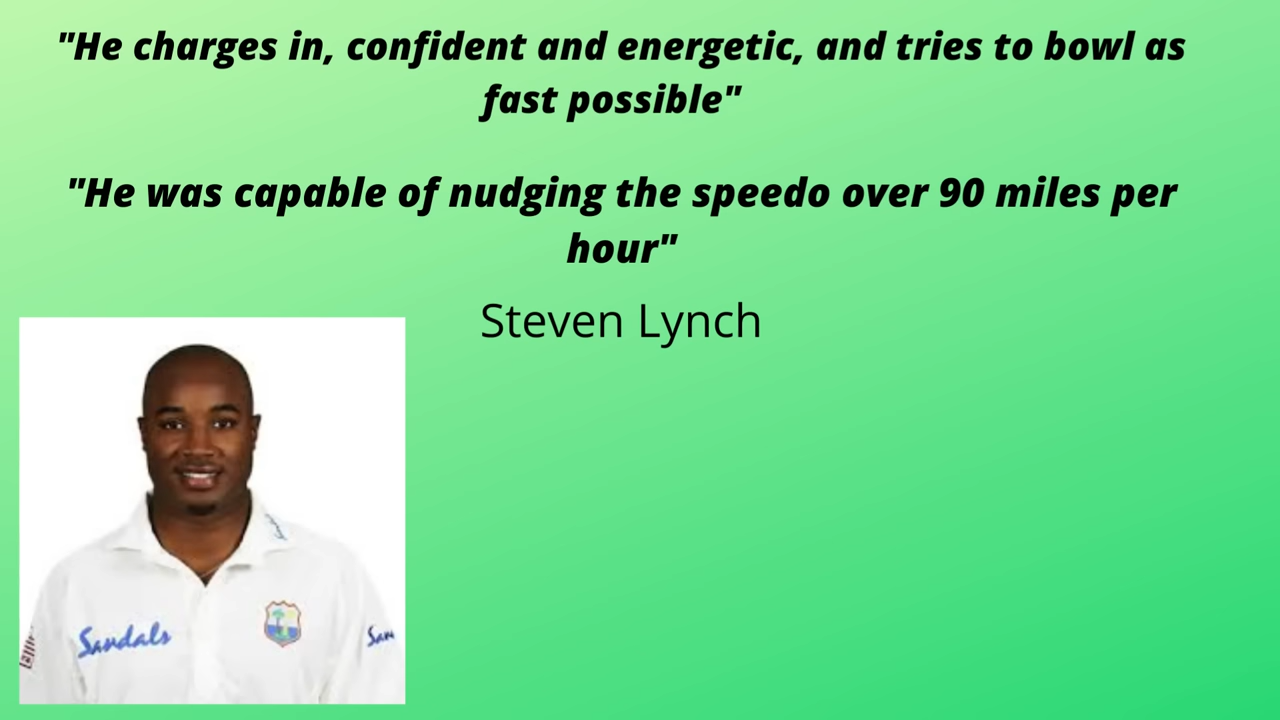 "He charges in, confident and energetic, and tries to bowl as
fast possible"
"He was capable of nudging the speedo over 90 miles per
hour"
Steven Lynch
Sandals
San